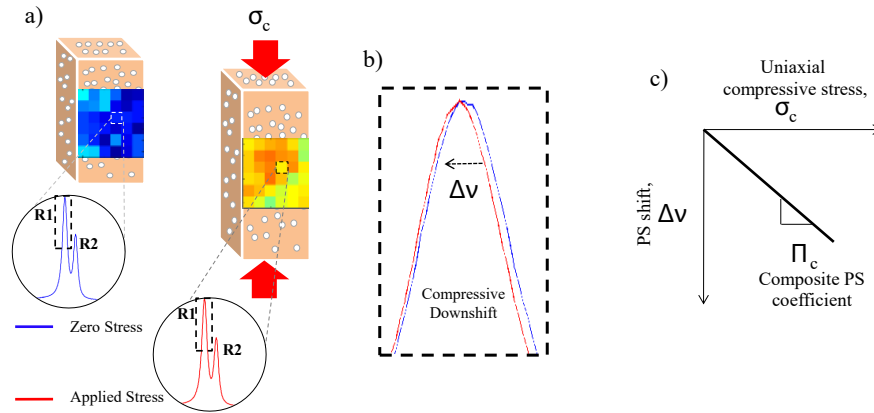 a)
σc
R1
R2
Zero Stress
R1
R2
Applied Stress
b)
Δν
Compressive
Downshift
c)
Uniaxial
compressive stress,
σc
PS shift,
Δν
Πc
Composite PS
coefficient